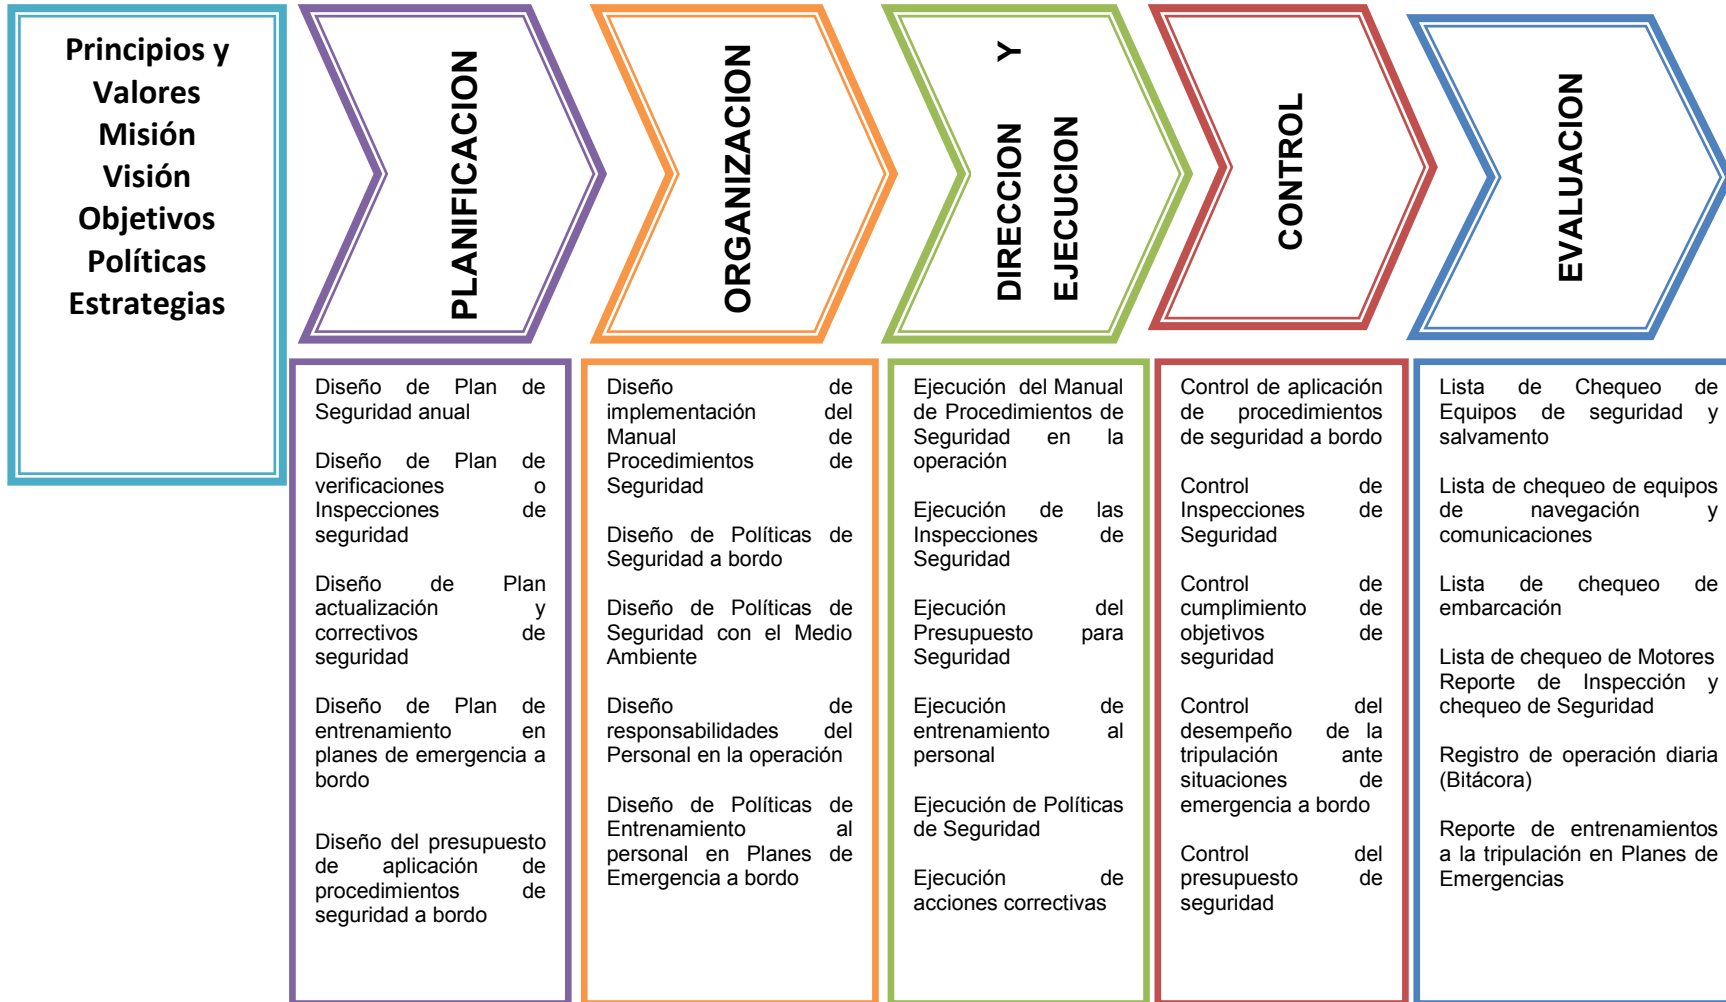 Principios y
Valores
Misión
Visión
Objetivos
Políticas
Estrategias
PLANIFICACION
ORGANIZACION
DIRECCION Y
EJECUCION
CONTROL
EVALUACION
Diseño de Plan de
Seguridad anual
Diseño de Plan de
verificaciones o
Inspecciones de
seguridad
Diseño de Plan
actualización y
correctivos de
seguridad
Diseño de Plan de
entrenamiento en
planes de emergencia a
bordo
Diseño del presupuesto
de aplicación de
procedimientos de
seguridad a bordo
Diseño de
implementación del
Manual de
Procedimientos de
Seguridad
Diseño de Políticas de
Seguridad a bordo
Diseño de Políticas de
Seguridad con el Medio
Ambiente
Diseño de
responsabilidades del
Personal en la operación
Diseño de Políticas de
Entrenamiento al
personal en Planes de
Emergencia a bordo
Ejecución del Manual
de Procedimientos de
Seguridad en la
operación
Ejecución de las
Inspecciones de
Seguridad
Ejecución del
Presupuesto para
Seguridad
Ejecución de
entrenamiento al
personal
Ejecución de Políticas
de Seguridad
Ejecución de
acciones correctivas
Control de aplicación
de procedimientos
de seguridad a bordo
Control de
Inspecciones de
Seguridad
Control de
cumplimiento de
objetivos de
seguridad
Control del
desempeño de la
tripulación ante
situaciones de
emergencia a bordo
Control del
presupuesto de
seguridad
Lista de Chequeo de
Equipos de seguridad y
salvamento
Lista de chequeo de equipos
de navegación y
comunicaciones
Lista de chequeo de
embarcación
Lista de chequeo de Motores
Reporte de Inspección y
chequeo de Seguridad
Registro de operación diaria
(Bitácora)
Reporte de entrenamientos
a la tripulación en Planes de
Emergencias